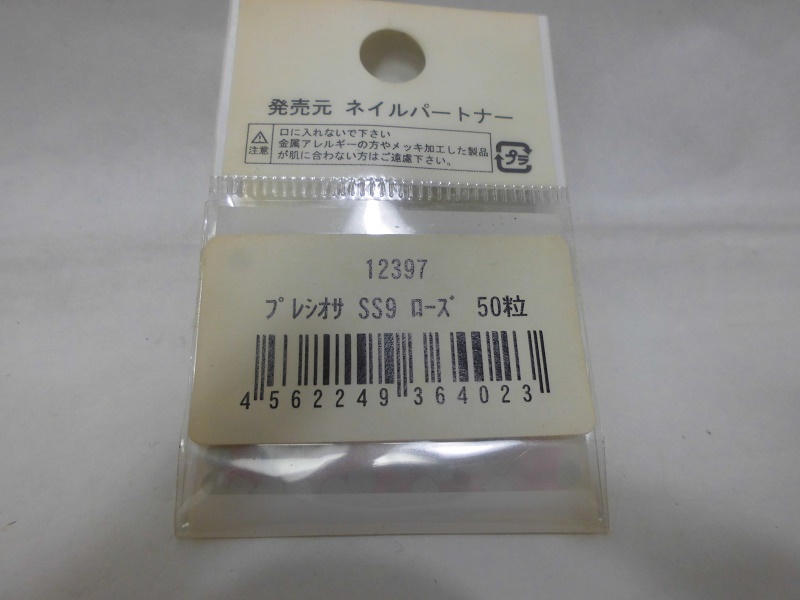 発売元 ネイルパートナー
注意
口に入れないで下さい
金属アレルギーの方やメッキ加工した製品
が肌に合わない方はご遠慮下さい。
プラ
12397
ﾌﾟﾚｼｵｻ SS9 ﾛｰｽﾞ 50粒
4562249364023